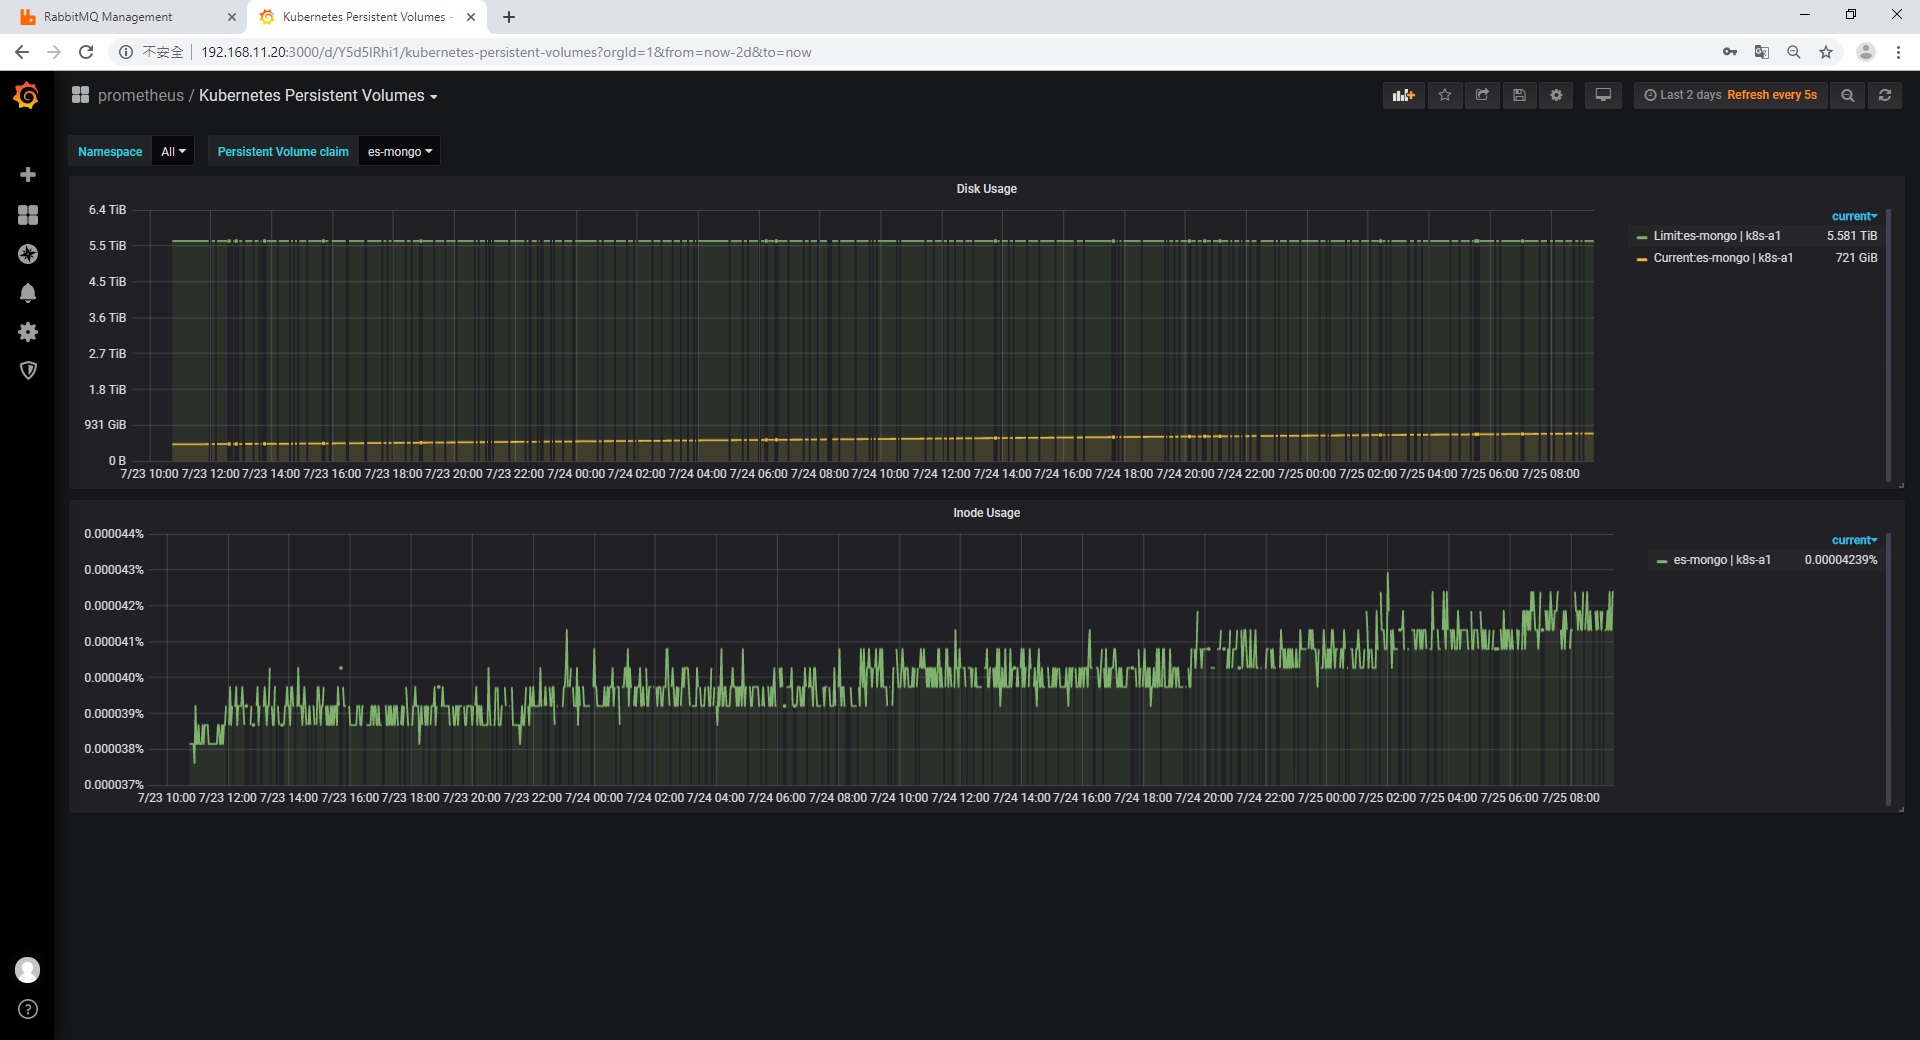 RabbitMQ Management
Kubernetes Persistent Volumes -
不安全
192.168.11.20:3000/d/Y5d5lRhi1/kubernetes-persistent-volumes?orgId=1&from=now-2d&to=now
prometheus / Kubernetes Persistent Volumes
Last 2 days Refresh every 5s
Namespace All Persistent Volume claim es-mongo
Disk Usage
6.4 TiB
5.5 TiB
4.5 TiB
3.6 TiB
2.7 TiB
1.8 TiB
931 GiB
0 B
7/23 10:00 7/23 12:00 7/23 14:00 7/23 16:00 7/23 18:00 7/23 20:00 7/23 22:00 7/24 00:00 7/24 02:00 7/24 04:00 7/24 06:00 7/24 08:00 7/24 10:00 7/24 12:00 7/24 14:00 7/24 16:00 7/24 18:00 7/24 20:00 7/24 22:00 7/25 00:00 7/25 02:00 7/25 04:00 7/25 06:00 7/25 08:00
current
Limit:es-mongo | k8s-a1 5.581 TiB
Current:es-mongo | k8s-a1 721 GiB
Inode Usage
0.000044%
0.000043%
0.000042%
0.000041%
0.000040%
0.000039%
0.000038%
0.000037%
7/23 10:00 7/23 12:00 7/23 14:00 7/23 16:00 7/23 18:00 7/23 20:00 7/23 22:00 7/24 00:00 7/24 02:00 7/24 04:00 7/24 06:00 7/24 08:00 7/24 10:00 7/24 12:00 7/24 14:00 7/24 16:00 7/24 18:00 7/24 20:00 7/24 22:00 7/25 00:00 7/25 02:00 7/25 04:00 7/25 06:00 7/25 08:00
current
es-mongo | k8s-a1 0.00004239%